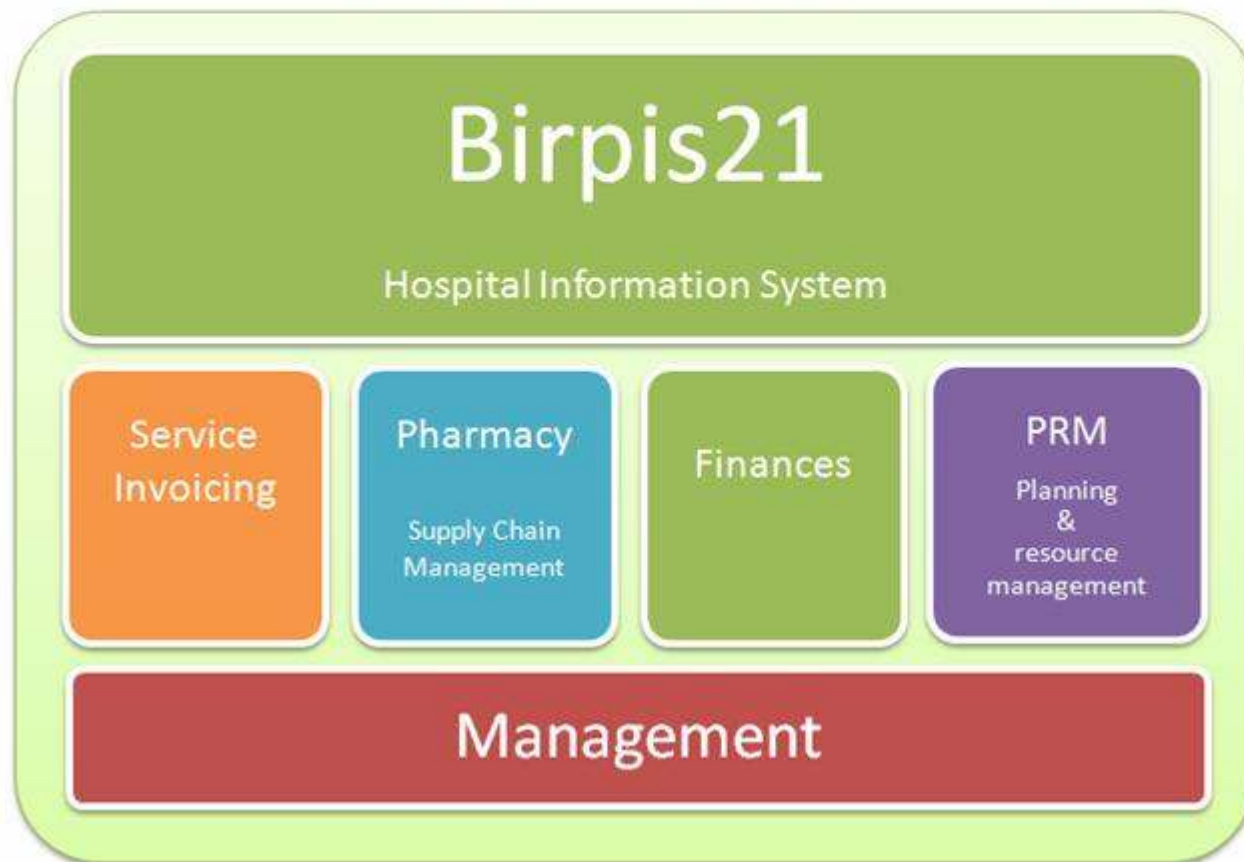 Birpis21
Hospital Information System
Service
Invoicing
Pharmacy
Supply Chain
Management
Finances
PRM
Planning
&
resource
management
Management